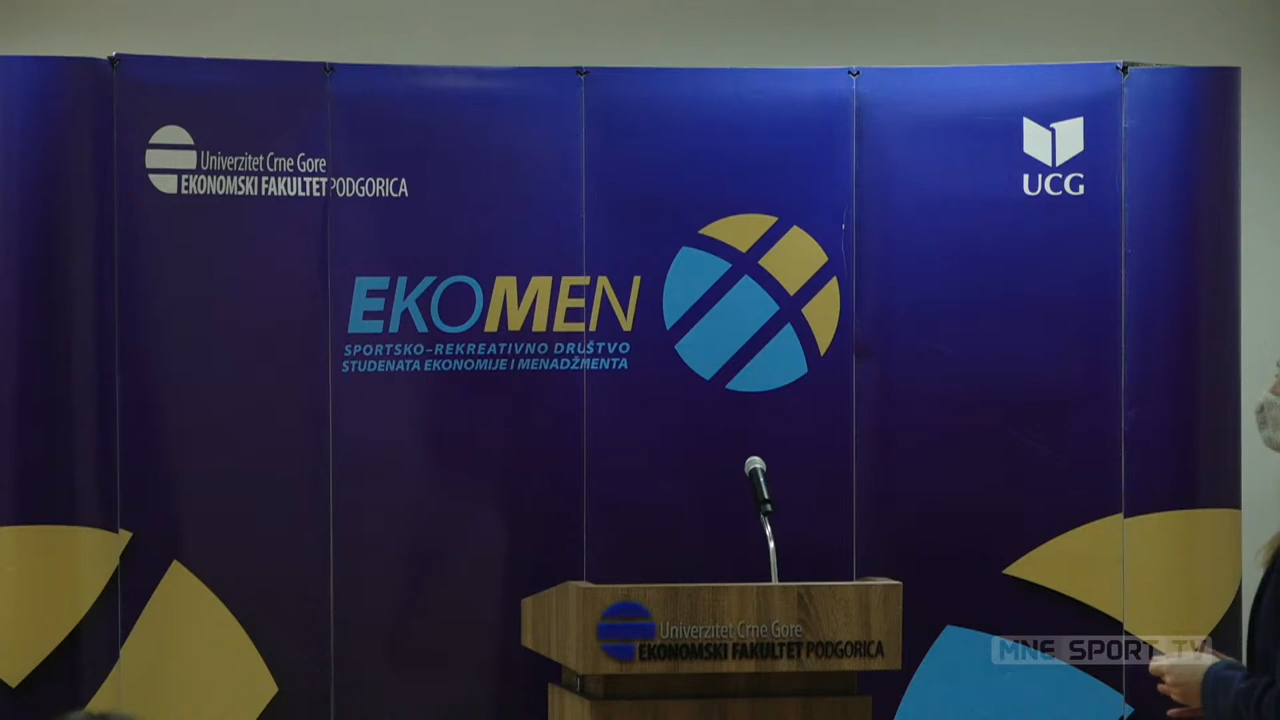 Univerzitet Crne Gore
EKONOMSKI FAKULTET PODGORICA
UCG
EKOMEN
SPORTSKO-REKREATIVNO DRUŠTVO
STUDENATA EKONOMIJE I MENADŽMENTA
Univerzitet Crne Gore
EKONOMSKI FAKULTET PODGORICA
MNE SPORT TV